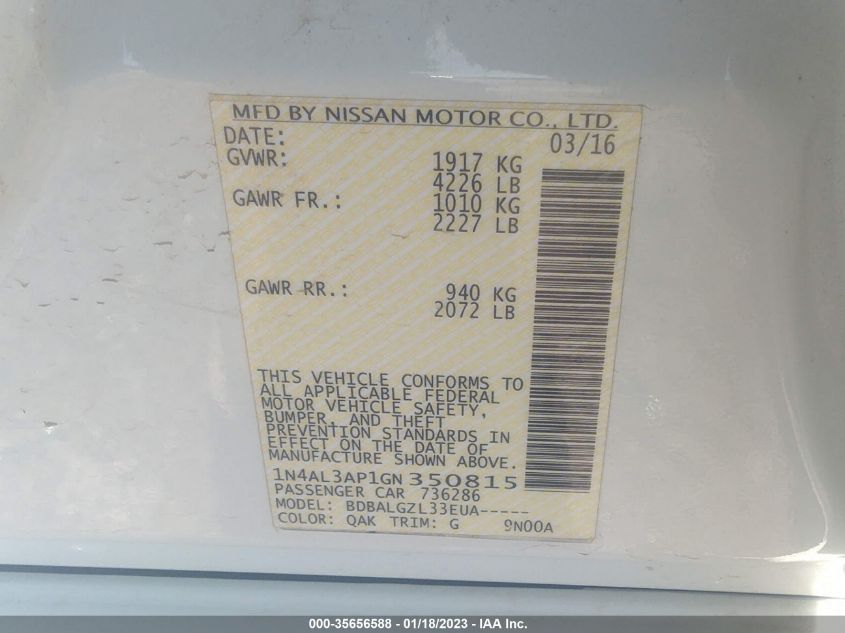 MFD BY NISSAN MOTOR CO., LTD.
DATE: 03/16
GVWR: 1917 KG
4226 LB
GAWR FR.: 1010 KG
2227 LB
GAWR RR.: 940 KG
2072 LB
THIS VEHICLE CONFORMS TO
ALL APPLICABLE FEDERAL
MOTOR VEHICLE SAFETY,
BUMPER, AND THEFT
PREVENTION STANDARDS IN
EFFECT ON THE DATE OF
MANUFACTURE SHOWN ABOVE.
1N4AL3AP1GN350815
PASSENGER CAR 736286
MODEL: BDBALGZL33EUA-----
COLOR: QAK TRIM: G 9N00A
000-35656588 - 01/18/2023 - IAA Inc.